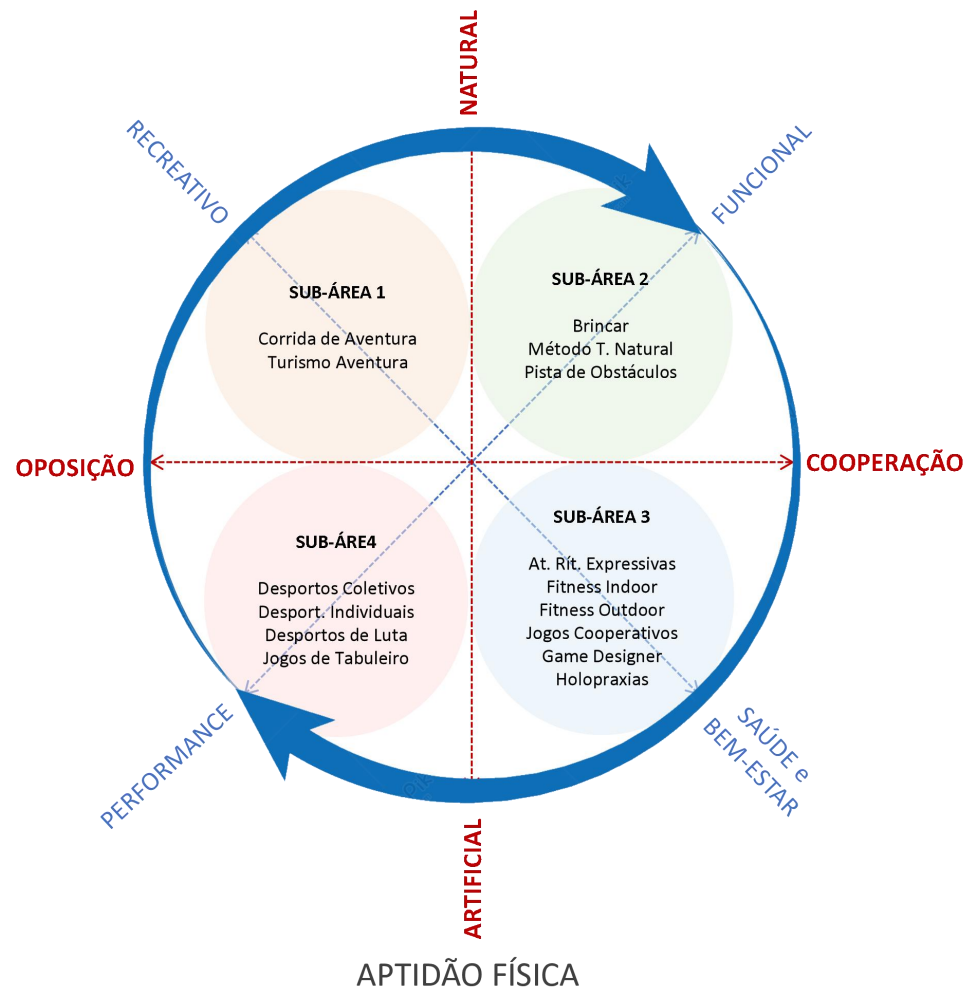 NATURAL
RECREATIVO
FUNCIONAL
SUB-ÁREA 1
Corrida de Aventura
Turismo Aventura
SUB-ÁREA 2
Brincar
Método T. Natural
Pista de Obstáculos
OPOSIÇÃO
COOPERAÇÃO
SUB-ÁRE4
Desportos Coletivos
Desport. Individuais
Desportos de Luta
Jogos de Tabuleiro
SUB-ÁREA 3
At. Rít. Expressivas
Fitness Indoor
Fitness Outdoor
Jogos Cooperativos
Game Designer
Holopraxias
PERFORMANCE
SAÚDE e
BEM-ESTAR
ARTIFICIAL
APTIDÃO FÍSICA